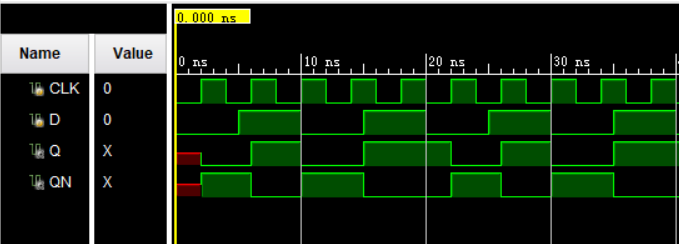 0.000 ns
Name Value
0 ns 10 ns 20 ns 30 ns
CLK 0
D 0
Q X
QN X